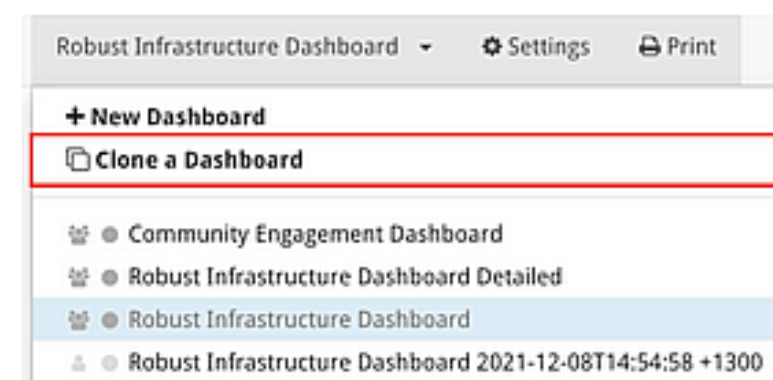 Robust Infrastructure Dashboard Settings Print
+ New Dashboard
Clone a Dashboard
Community Engagement Dashboard
Robust Infrastructure Dashboard Detailed
Robust Infrastructure Dashboard
Robust Infrastructure Dashboard 2021-12-08T14:54:58 +1300